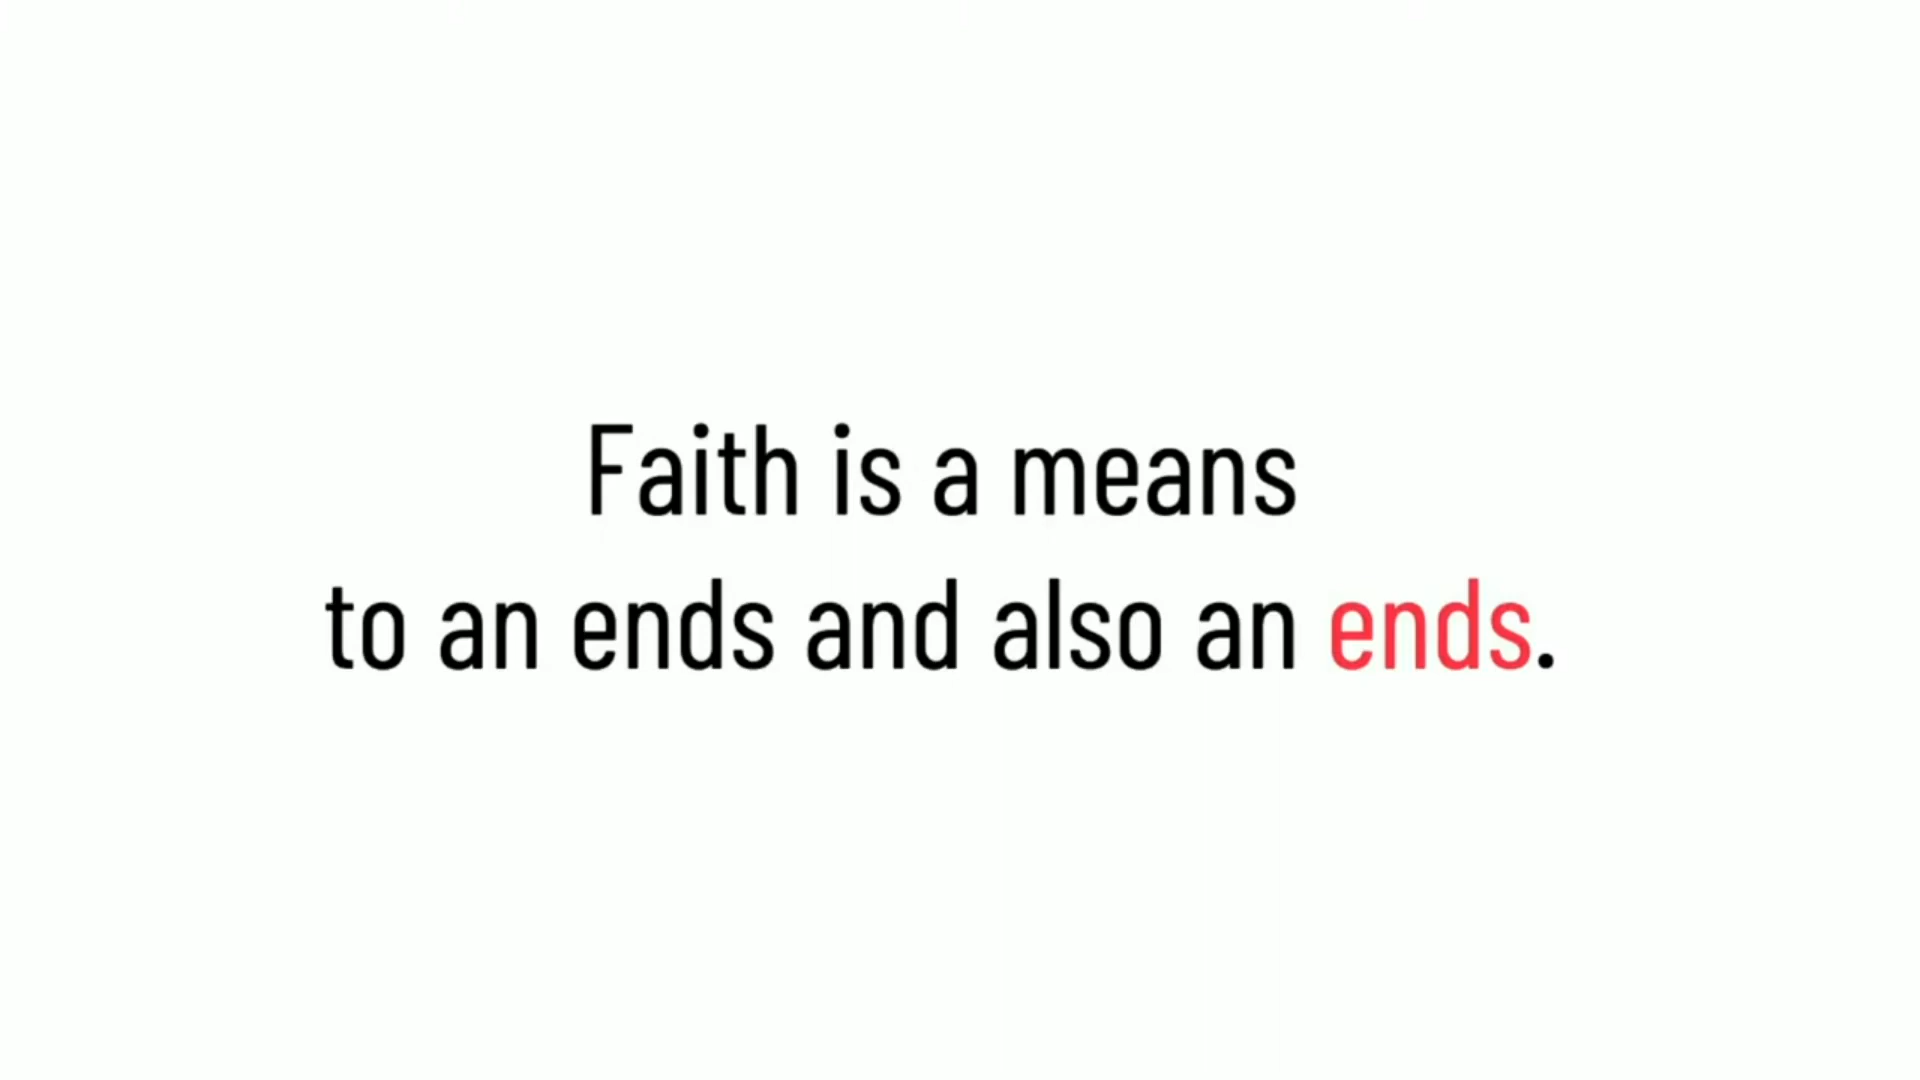 Faith is a means
to an ends and also an ends.